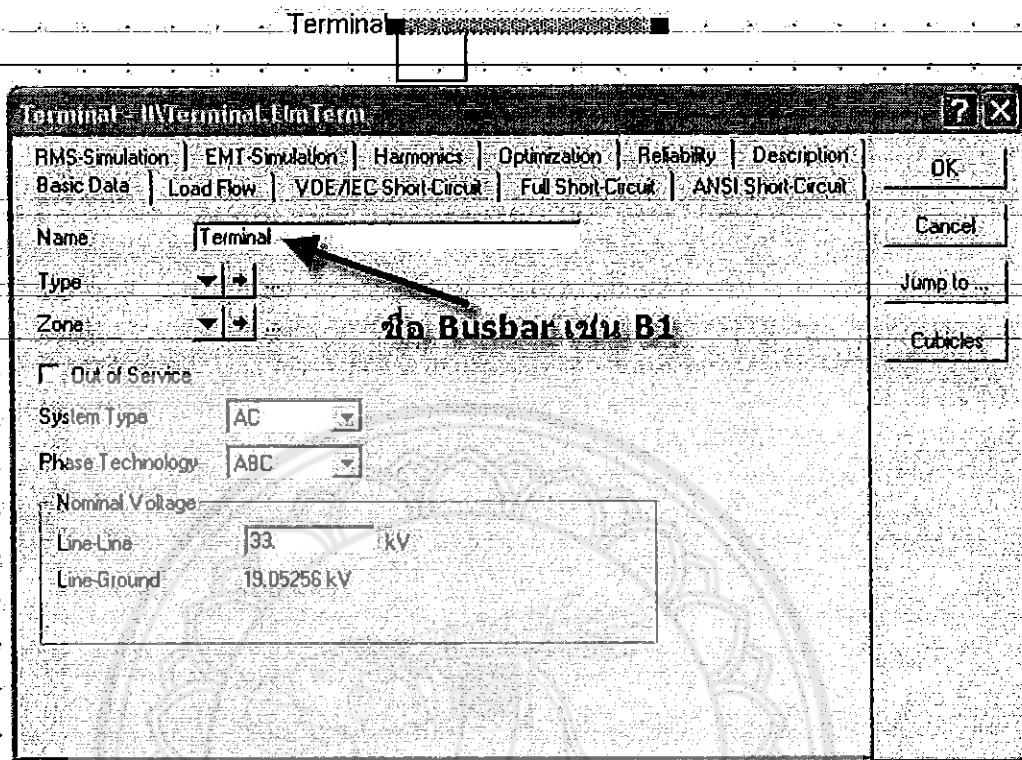 Terminal
Terminal - III\Terminal.ElmTerm
RMS-Simulation EMT-Simulation Harmonics Optimization Reliability Description
Basic Data Load Flow VDE/IEC Short-Circuit Full Short-Circuit ANSI Short-Circuit
OK
Name Terminal
Cancel
Type ...
Jump to ...
Zone ...
ชื่อ Busbar เช่น B1
Cubicles
Out of Service
System Type AC
Phase Technology ABC
Nominal Voltage
Line-Line 33. kV
Line-Ground 19.05256 kV